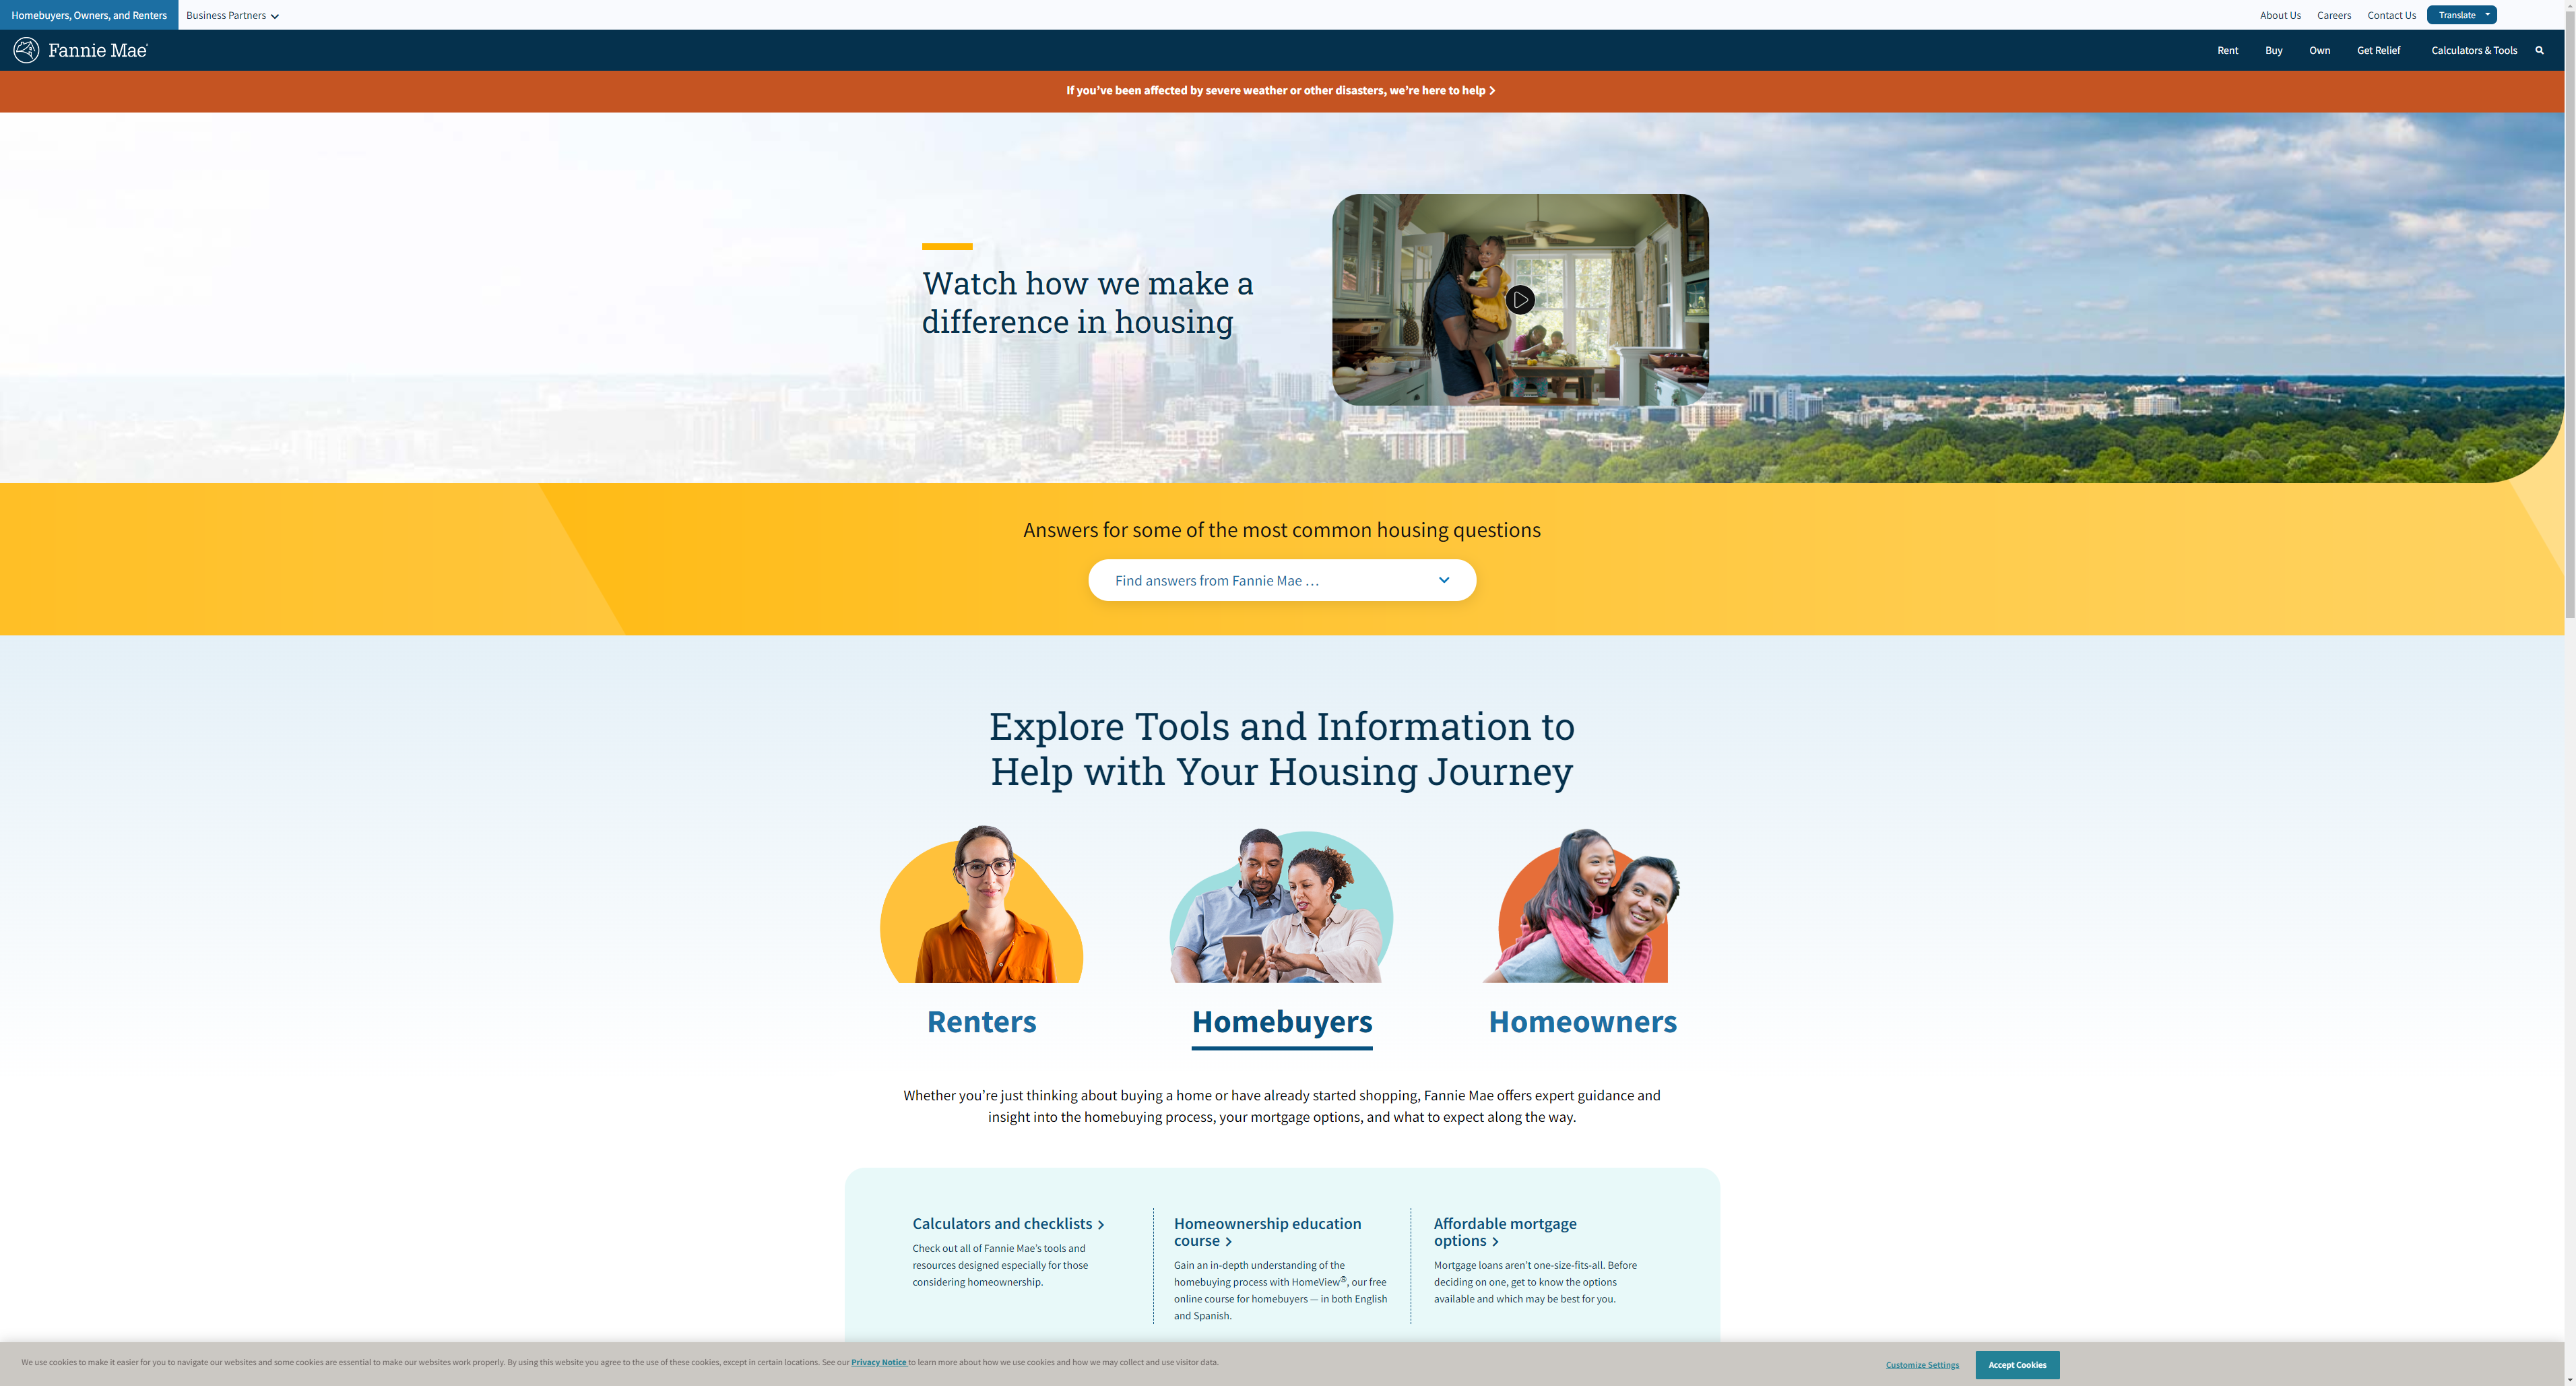 Homebuyers, Owners, and Renters
Business Partners
About Us
Careers
Contact Us
Translate
Fannie Mae®
Rent
Buy
Own
Get Relief
Calculators & Tools
If you've been affected by severe weather or other disasters, we're here to help
Watch how we make a
difference in housing
Answers for some of the most common housing questions
Find answers from Fannie Mae …
Explore Tools and Information to
Help with Your Housing Journey
Renters
Homebuyers
Homeowners
Whether you're just thinking about buying a home or have already started shopping, Fannie Mae offers expert guidance and
insight into the homebuying process, your mortgage options, and what to expect along the way.
Calculators and checklists
Check out all of Fannie Mae's tools and
resources designed especially for those
considering homeownership.
Homeownership education
course
Gain an in-depth understanding of the
homebuying process with HomeView®, our free
online course for homebuyers — in both English
and Spanish.
Affordable mortgage
options
Mortgage loans aren't one-size-fits-all. Before
deciding on one, get to know the options
available and which may be best for you.
We use cookies to make it easier for you to navigate our websites and some cookies are essential to make our websites work properly. By using this website you agree to the use of these cookies, except in certain locations. See our Privacy Notice to learn more about how we use cookies and how we may collect and use visitor data.
Customize Settings
Accept Cookies